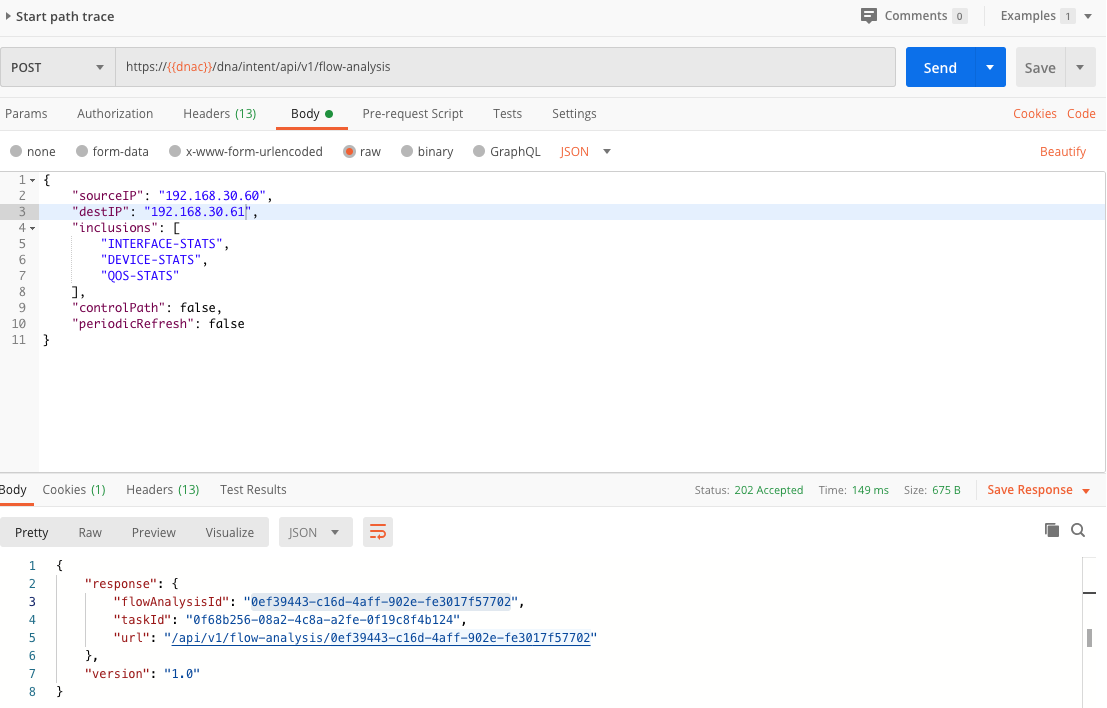 Start path trace Comments 0 Examples 1
POST https://{{dnac}}/dna/intent/api/v1/flow-analysis Send Save
Params Authorization Headers (13) Body Pre-request Script Tests Settings Cookies Code
none form-data x-www-form-urlencoded raw binary GraphQL JSON Beautify
1 {
2 "sourceIP": "192.168.30.60",
3 "destIP": "192.168.30.61",
4 "inclusions": [
5 "INTERFACE-STATS",
6 "DEVICE-STATS",
7 "QOS-STATS"
8 ],
9 "controlPath": false,
10 "periodicRefresh": false
11 }
Body Cookies (1) Headers (13) Test Results Status: 202 Accepted Time: 149 ms Size: 675 B Save Response
Pretty Raw Preview Visualize JSON
1 {
2 "response": {
3 "flowAnalysisId": "0ef39443-c16d-4aff-902e-fe3017f57702",
4 "taskId": "0f68b256-08a2-4c8a-a2fe-0f19c8f4b124",
5 "url": "/api/v1/flow-analysis/0ef39443-c16d-4aff-902e-fe3017f57702"
6 },
7 "version": "1.0"
8 }